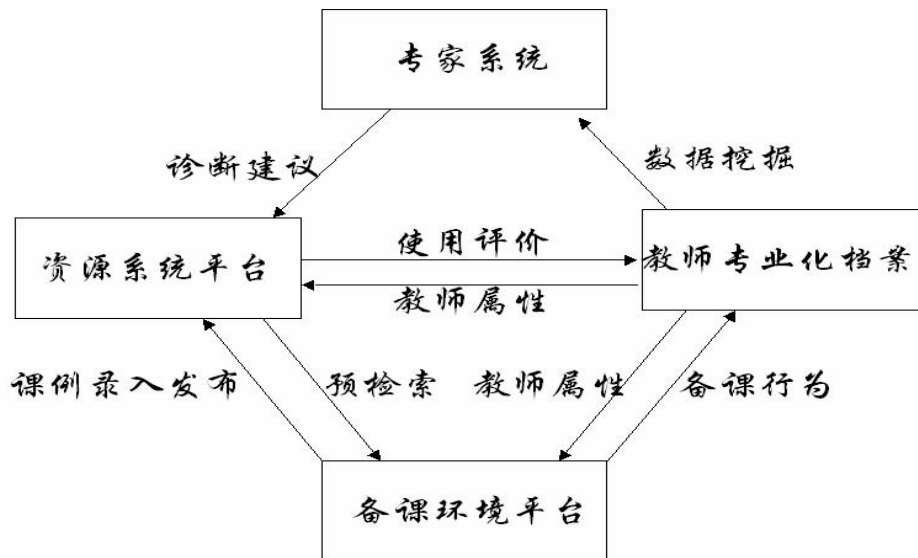 专家系统
诊断建议
数据挖掘
资源系统平台
使用评价
教师专业化档案
教师属性
课例录入发布
预检索
教师属性
备课行为
备课环境平台